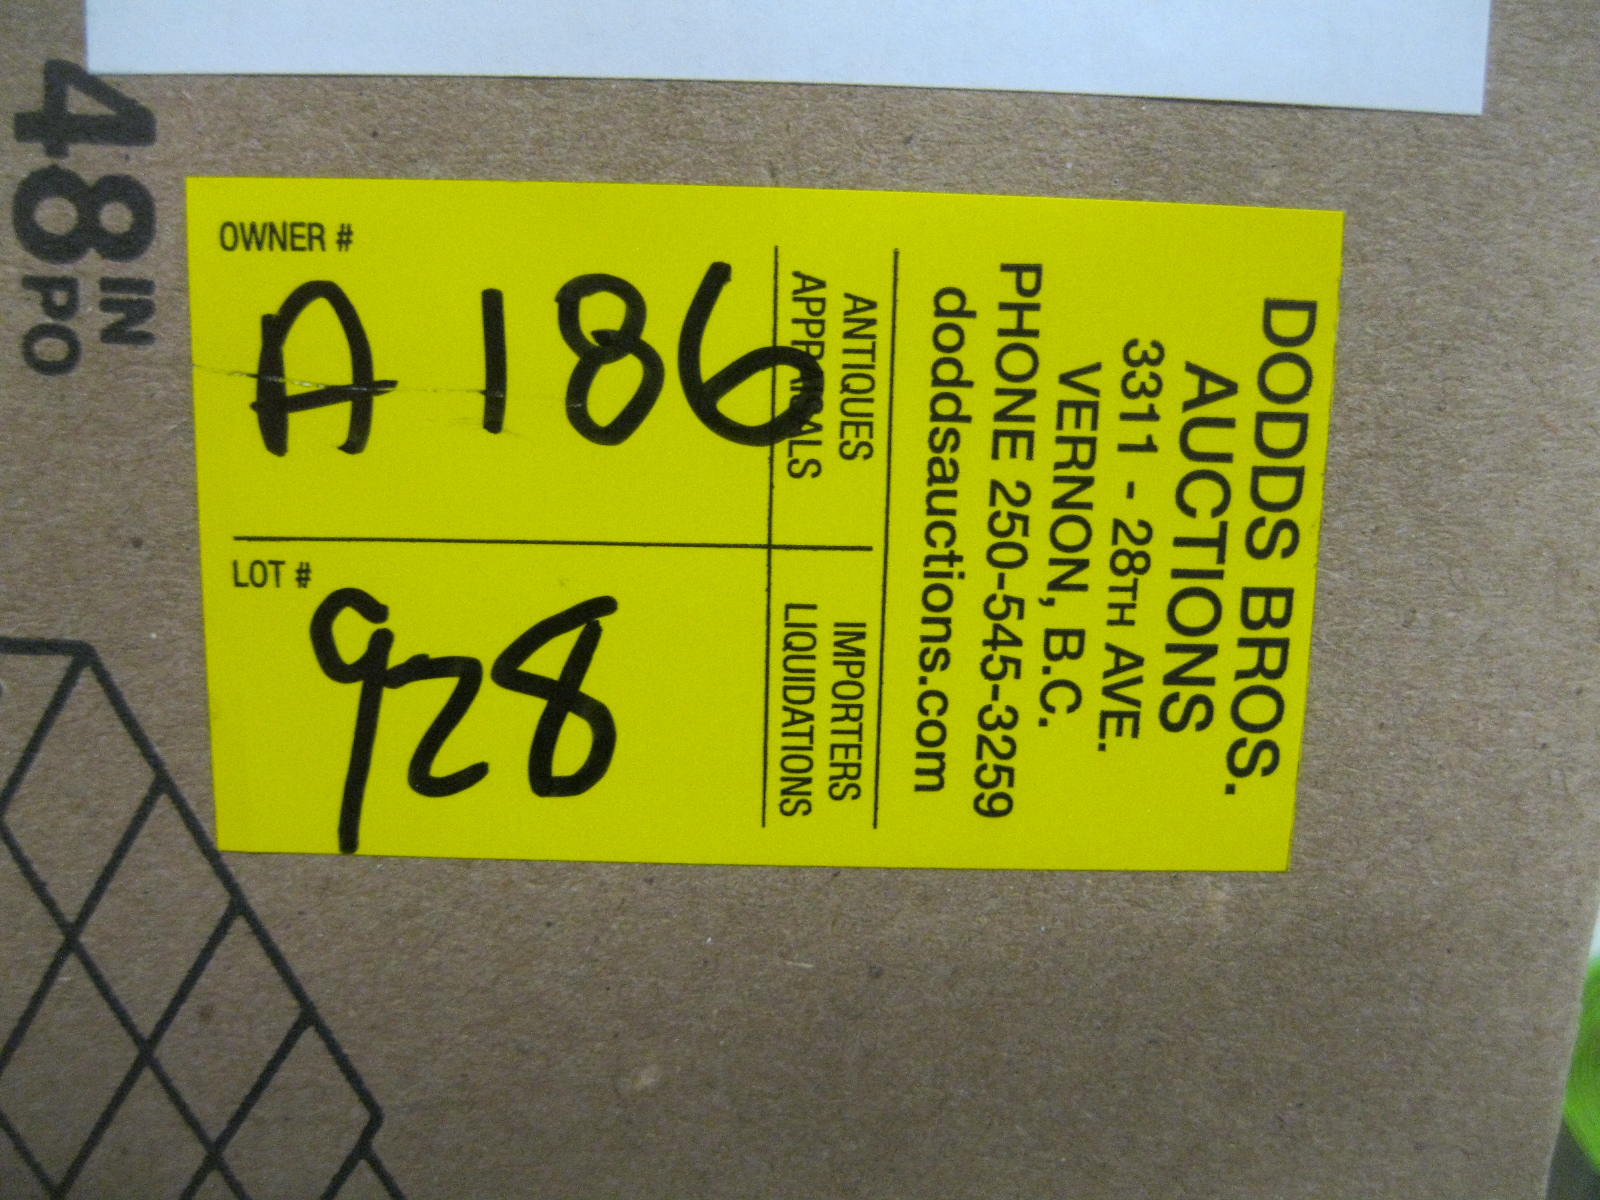 48 IN
PO
OWNER #
A 186
LOT #
928
ANTIQUES
APPRAISALS
IMPORTERS
LIQUIDATIONS
DODDS BROS.
AUCTIONS
3311 - 28TH AVE.
VERNON, B.C.
PHONE 250-545-3259
doddsauctions.com